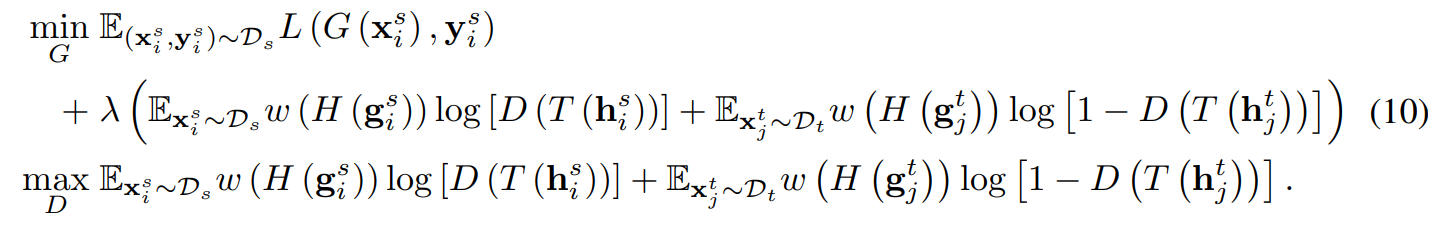 min_G 𝔼_{(𝐱_i^s,𝐲_i^s)∼𝒟_s} L (G (𝐱_i^s) , 𝐲_i^s)
+ λ (𝔼_{𝐱_i^s∼𝒟_s} w (H (𝐠_i^s)) log [D (T (𝐡_i^s))] + 𝔼_{𝐱_j^t∼𝒟_t} w (H (𝐠_j^t)) log [1 − D (T (𝐡_j^t))]) (10)
max_D 𝔼_{𝐱_i^s∼𝒟_s} w (H (𝐠_i^s)) log [D (T (𝐡_i^s))] + 𝔼_{𝐱_j^t∼𝒟_t} w (H (𝐠_j^t)) log [1 − D (T (𝐡_j^t))] .